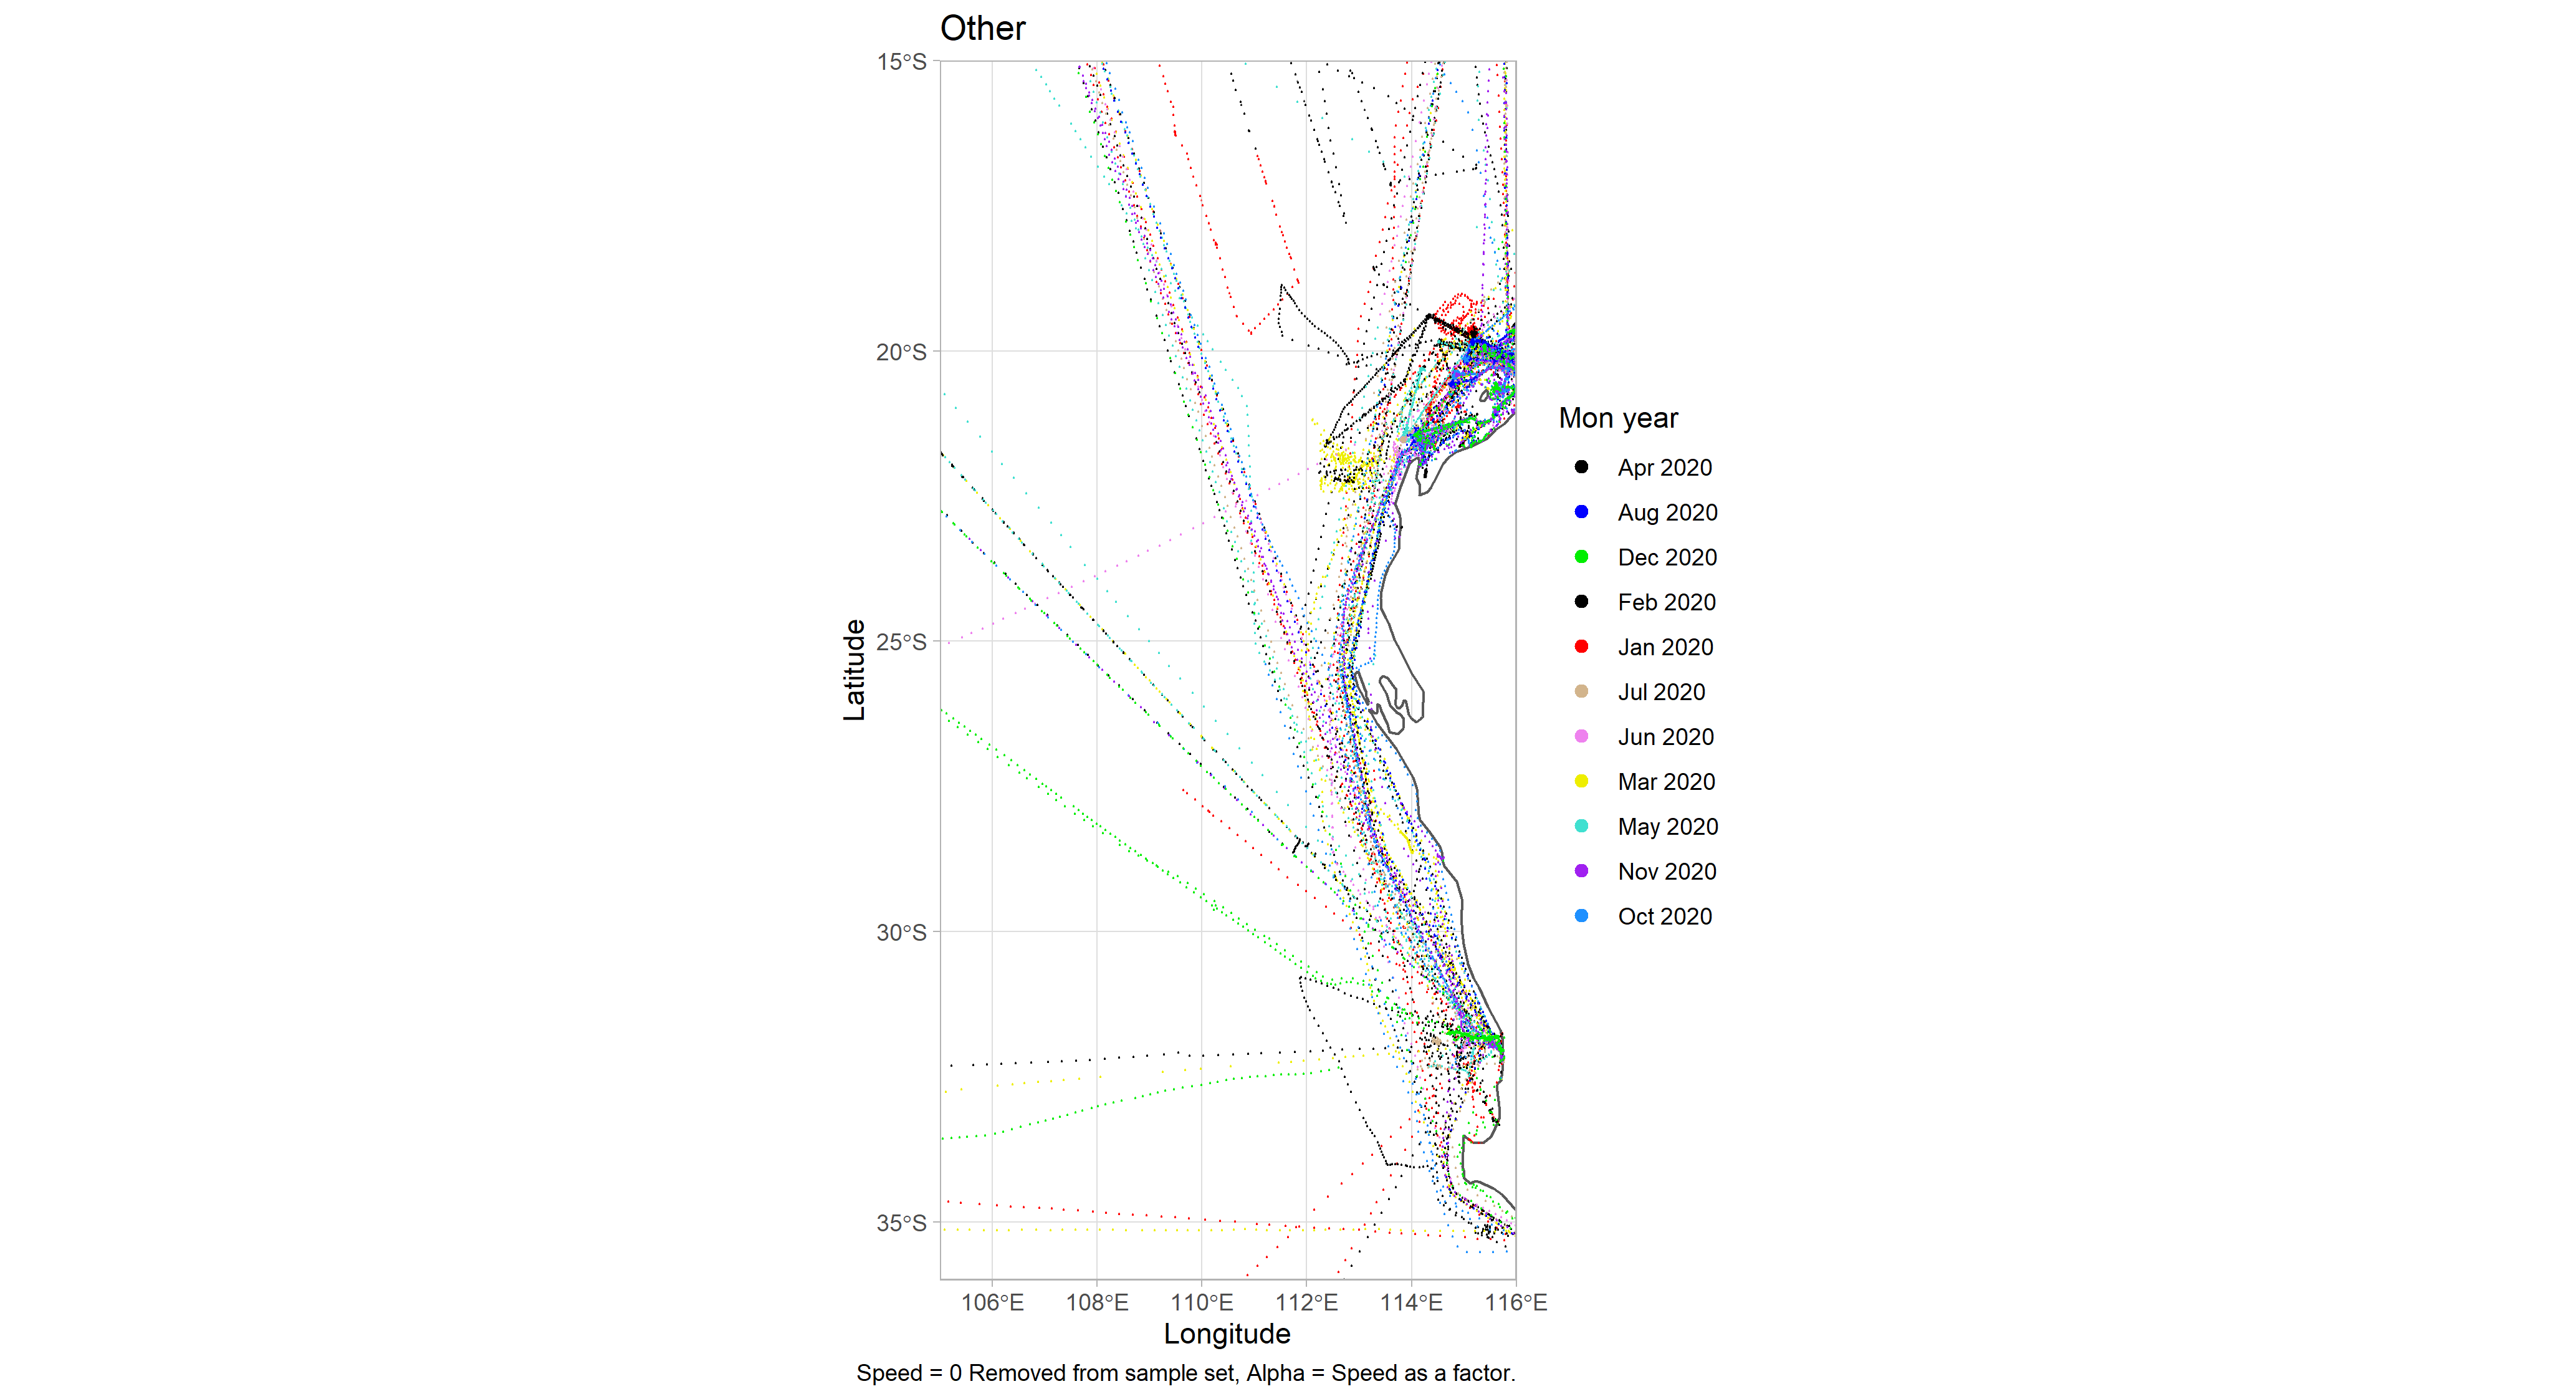 Other
15°S
20°S
25°S
30°S
35°S
Latitude
106°E 108°E 110°E 112°E 114°E 116°E
Longitude
Speed = 0 Removed from sample set, Alpha = Speed as a factor.
Mon year
Apr 2020
Aug 2020
Dec 2020
Feb 2020
Jan 2020
Jul 2020
Jun 2020
Mar 2020
May 2020
Nov 2020
Oct 2020